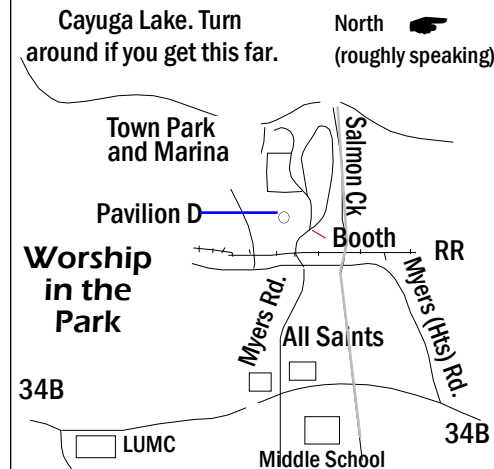 Cayuga Lake. Turn
around if you get this far.
North
(roughly speaking)
Town Park
and Marina
Salmon Ck
Pavilion D
Booth
RR
Worship
in the
Park
Myers Rd.
Myers (Hts) Rd.
All Saints
34B
34B
LUMC
Middle School